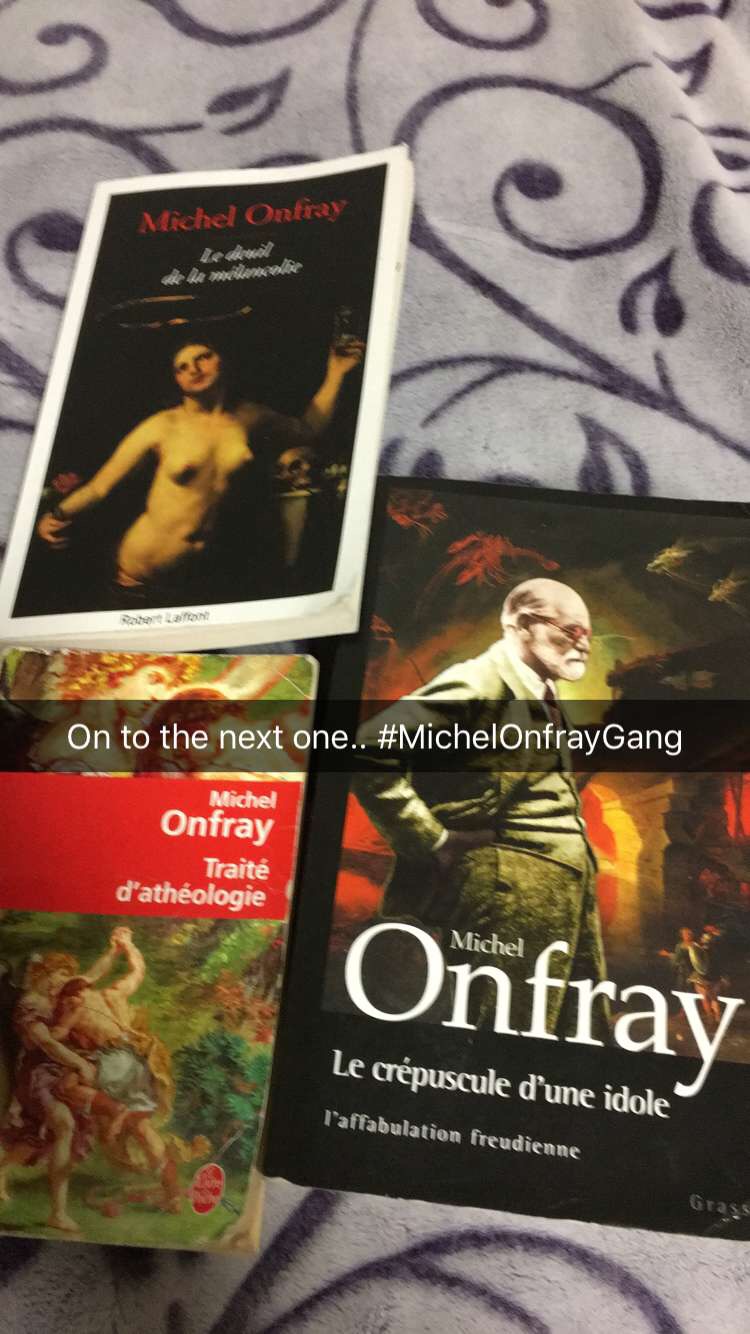 Michel Onfray
Le deuil
de la mélancolie
Robert Laffont
On to the next one.. #MichelOnfrayGang
Michel
Onfray
Traité
d'athéologie
Michel
Onfray
Le crépuscule d'une idole
l'affabulation freudienne
Grass